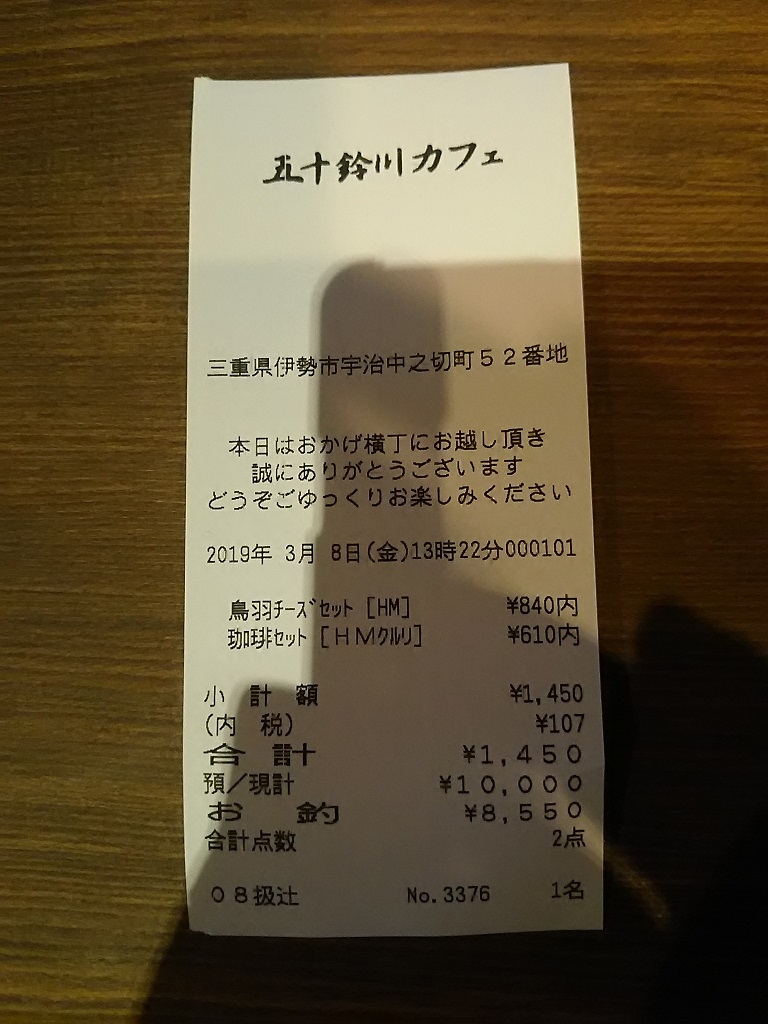 五十鈴川カフェ
三重県伊勢市宇治中之切町52番地
本日はおかげ横丁にお越し頂き
誠にありがとうございます
どうぞごゆっくりお楽しみください
2019年 3月 8日(金)13時22分000101
鳥羽チーズセット[HM] ¥840内
珈琲セット[HMクルリ] ¥610内
小 計 額 ¥1,450
(内 税) ¥107
合 計 ¥1,450
預/現計 ¥10,000
お 釣 ¥8,550
合計点数 2点
08扱辻 No.3376 1名